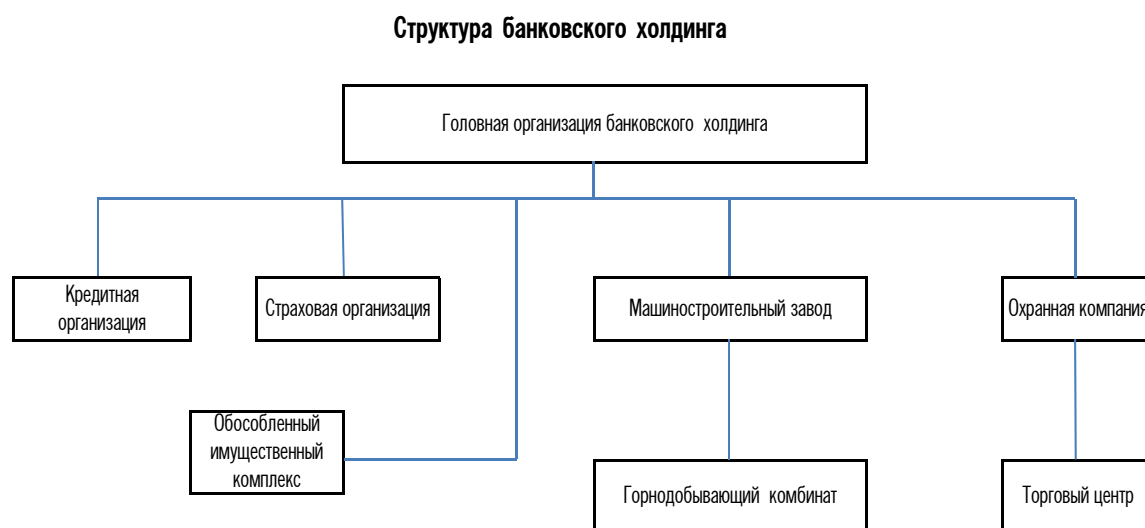 Структура банковского холдинга
Головная организация банковского холдинга
Кредитная
организация
Страховая организация
Машиностроительный завод
Охранная компания
Обособленный
имущественный
комплекс
Горнодобывающий комбинат
Торговый центр